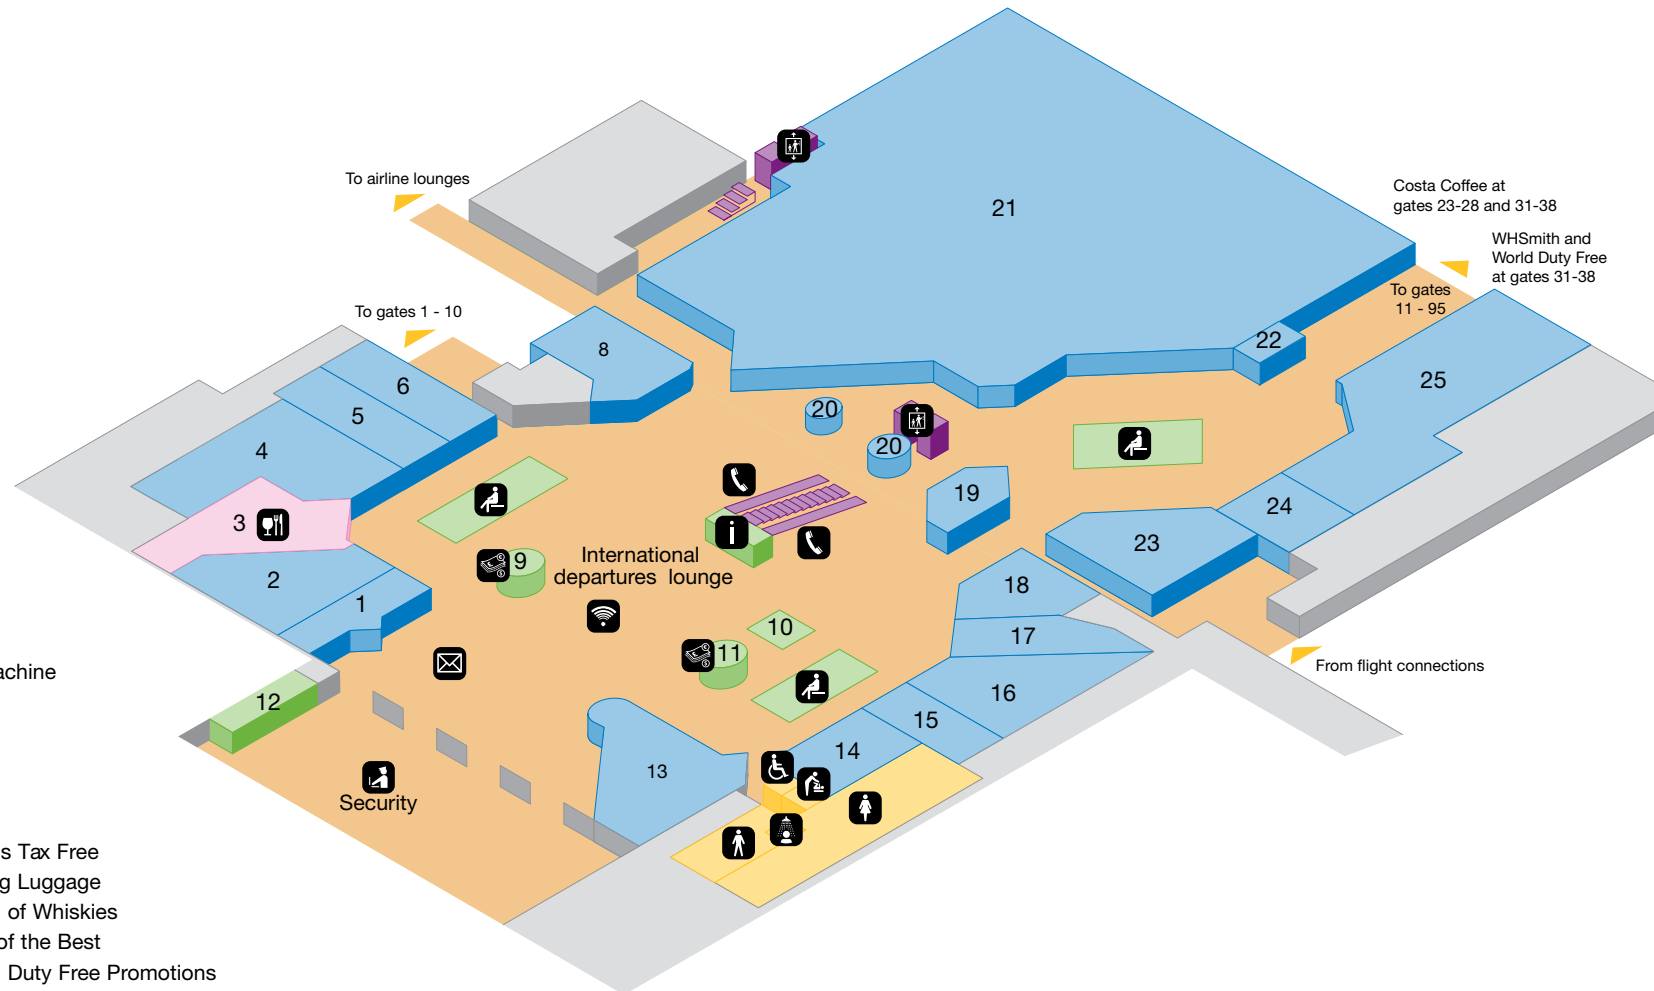 21
To airline lounges
Costa Coffee at
gates 23-28 and 31-38
WHSmith and
World Duty Free
at gates 31-38
To gates
11 - 95
To gates 1 - 10
8
22
6
25
5
20
4
20
19
24
3
i
23
International
departures lounge
9
2
18
1
10
17
11
achine
From flight connections
12
16
15
14
13
Security
s Tax Free
g Luggage
of Whiskies
of the Best
Duty Free Promotions